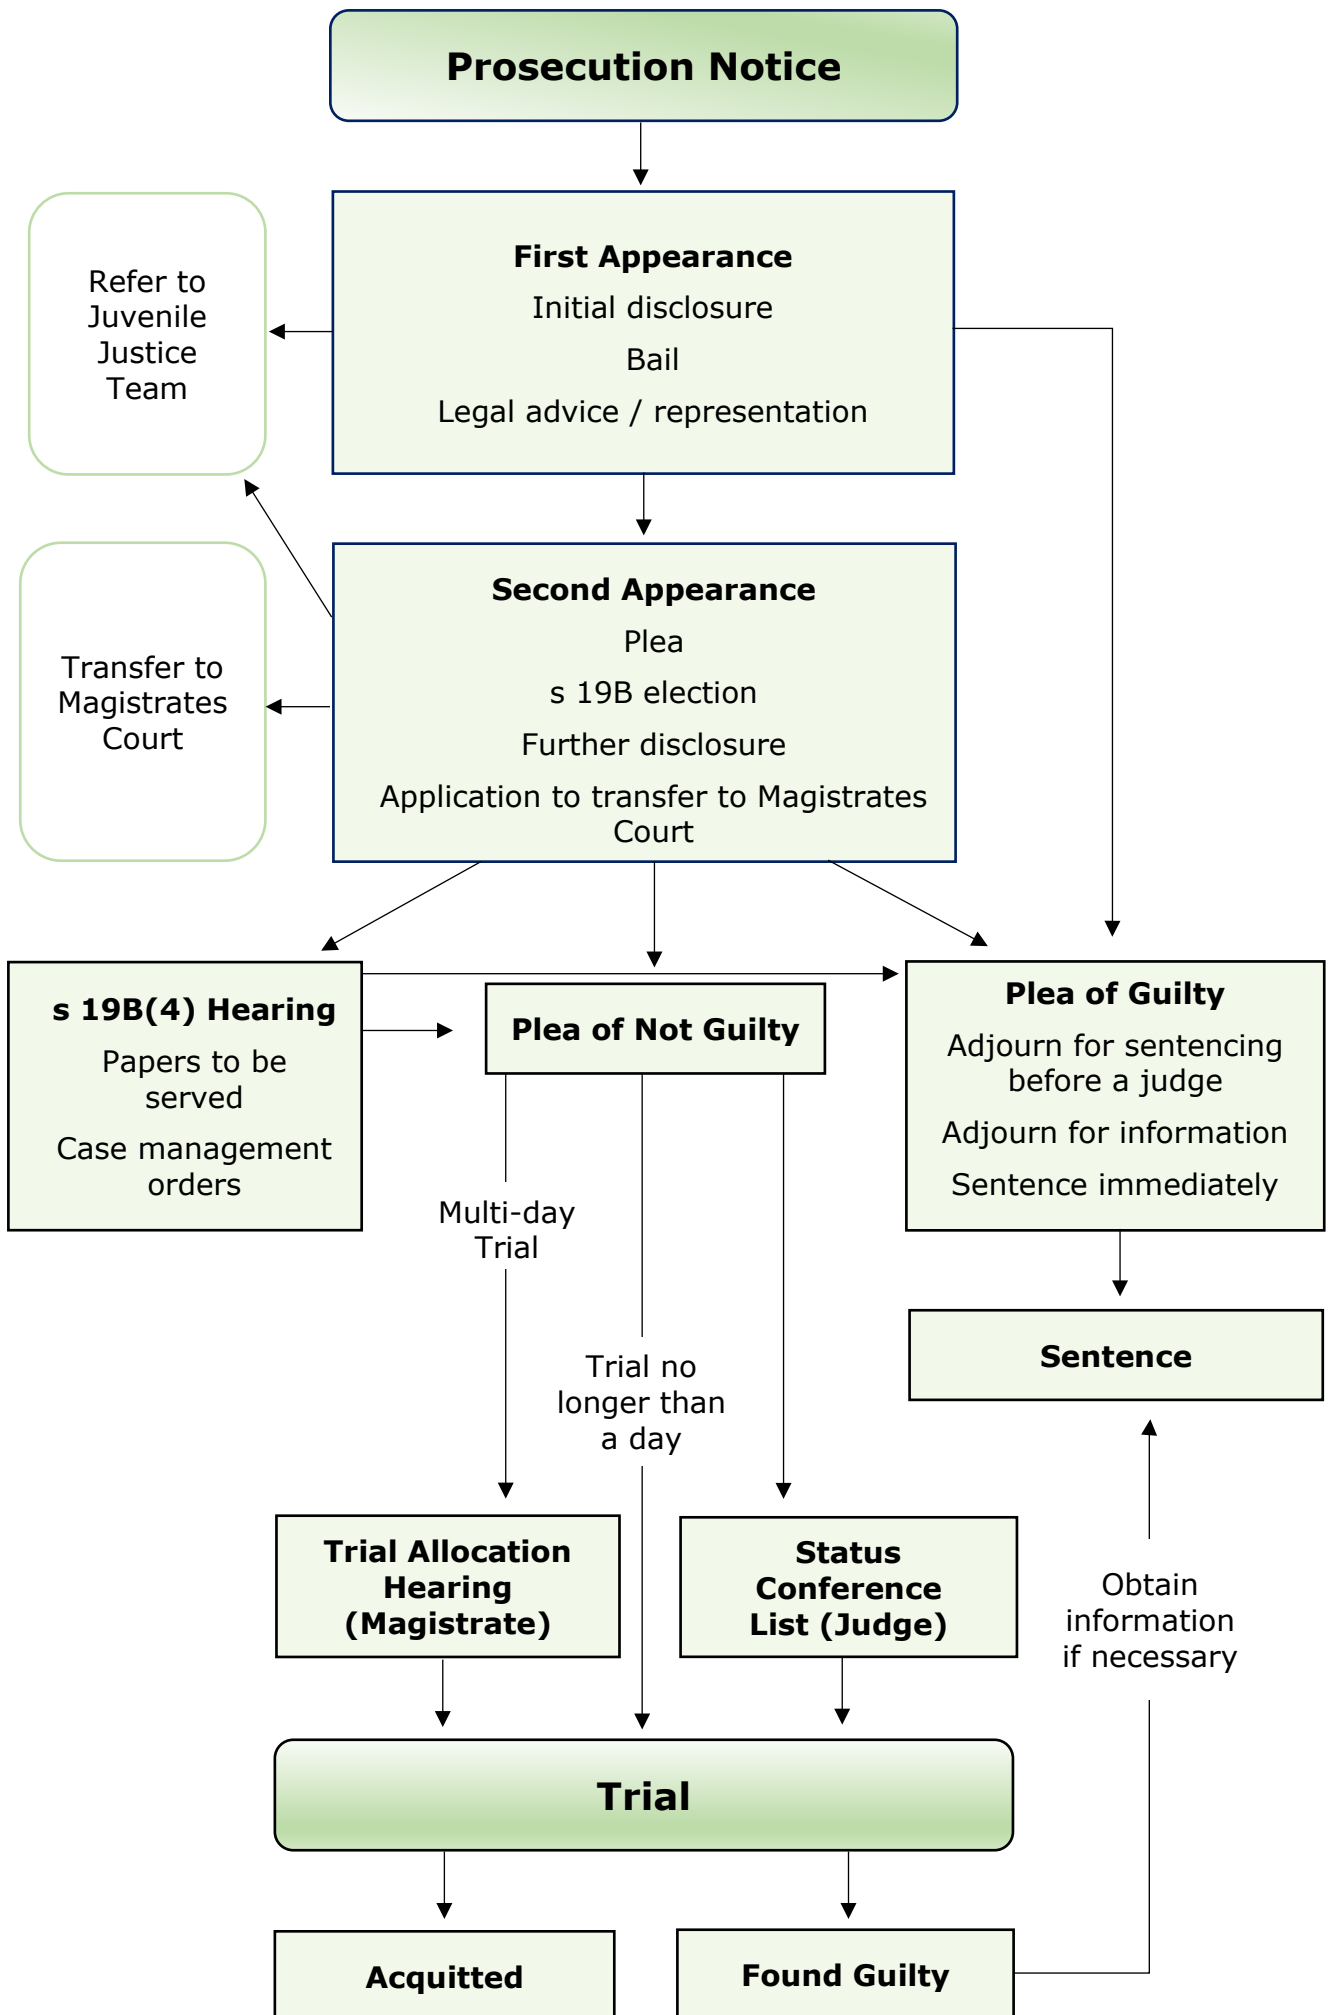 Prosecution Notice
First Appearance
Initial disclosure
Bail
Legal advice / representation
Refer to
Juvenile
Justice
Team
Second Appearance
Plea
s 19B election
Further disclosure
Application to transfer to Magistrates
Court
Transfer to
Magistrates
Court
s 19B(4) Hearing
Papers to be
served
Case management
orders
Plea of Not Guilty
Plea of Guilty
Adjourn for sentencing
before a judge
Adjourn for information
Sentence immediately
Multi-day
Trial
Trial no
longer than
a day
Sentence
Trial Allocation
Hearing
(Magistrate)
Status
Conference
List (Judge)
Obtain
information
if necessary
Trial
Acquitted
Found Guilty